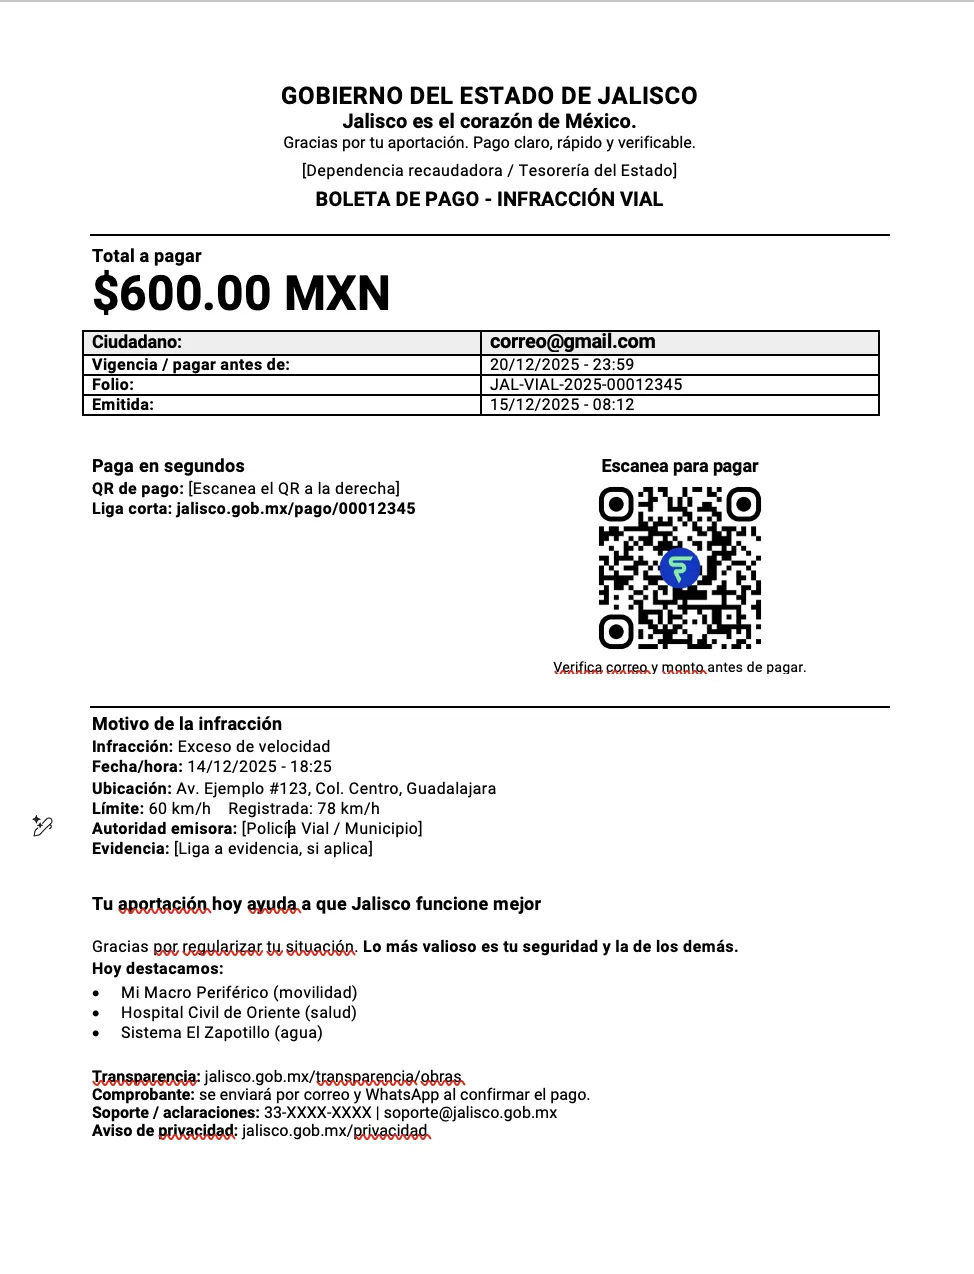 GOBIERNO DEL ESTADO DE JALISCO
Jalisco es el corazón de México.
Gracias por tu aportación. Pago claro, rápido y verificable.
[Dependencia recaudadora / Tesorería del Estado]
BOLETA DE PAGO - INFRACCIÓN VIAL
Total a pagar
$600.00 MXN
Ciudadano: correo@gmail.com
Vigencia / pagar antes de: 20/12/2025 - 23:59
Folio: JAL-VIAL-2025-00012345
Emitida: 15/12/2025 - 08:12
Paga en segundos
QR de pago: [Escanea el QR a la derecha]
Liga corta: jalisco.gob.mx/pago/00012345
Escanea para pagar
Verifica correo y monto antes de pagar.
Motivo de la infracción
Infracción: Exceso de velocidad
Fecha/hora: 14/12/2025 - 18:25
Ubicación: Av. Ejemplo #123, Col. Centro, Guadalajara
Límite: 60 km/h Registrada: 78 km/h
Autoridad emisora: [Policía Vial / Municipio]
Evidencia: [Liga a evidencia, si aplica]
Tu aportación hoy ayuda a que Jalisco funcione mejor
Gracias por regularizar tu situación. Lo más valioso es tu seguridad y la de los demás.
Hoy destacamos:
• Mi Macro Periférico (movilidad)
• Hospital Civil de Oriente (salud)
• Sistema El Zapotillo (agua)
Transparencia: jalisco.gob.mx/transparencia/obras
Comprobante: se enviará por correo y WhatsApp al confirmar el pago.
Soporte / aclaraciones: 33-XXXX-XXXX | soporte@jalisco.gob.mx
Aviso de privacidad: jalisco.gob.mx/privacidad